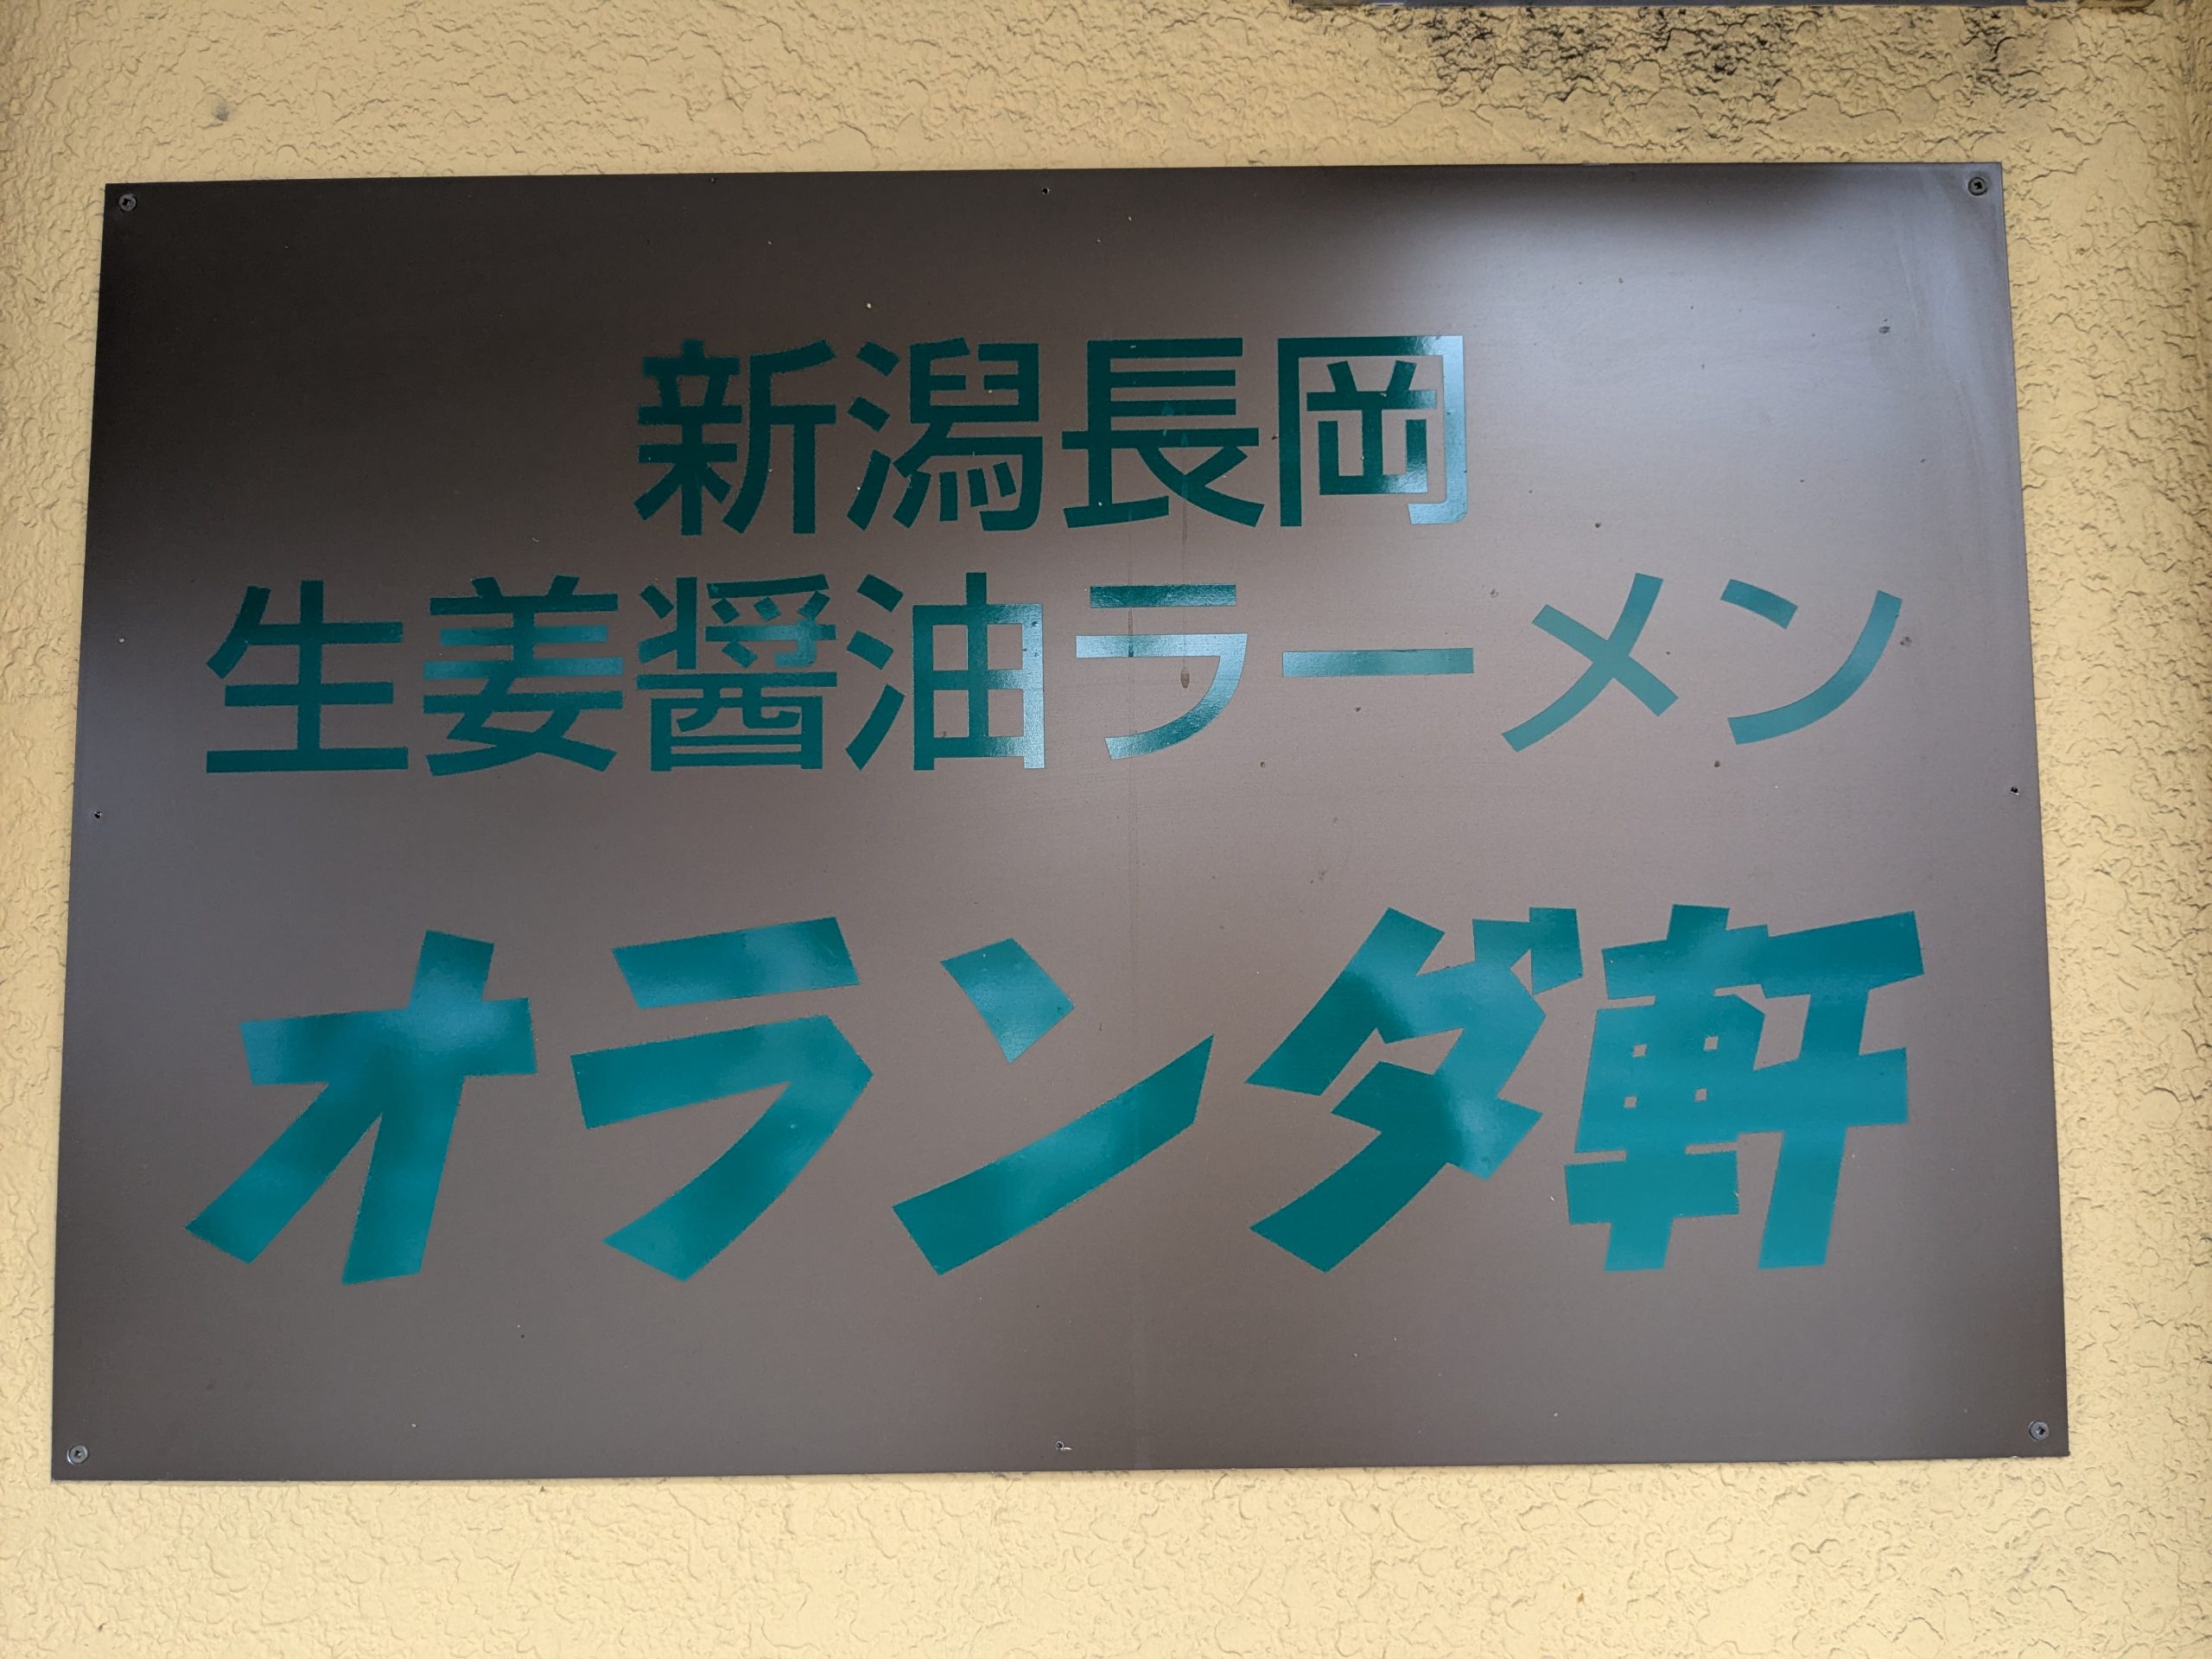 新潟長岡
生姜醤油ラーメン
オランダ軒